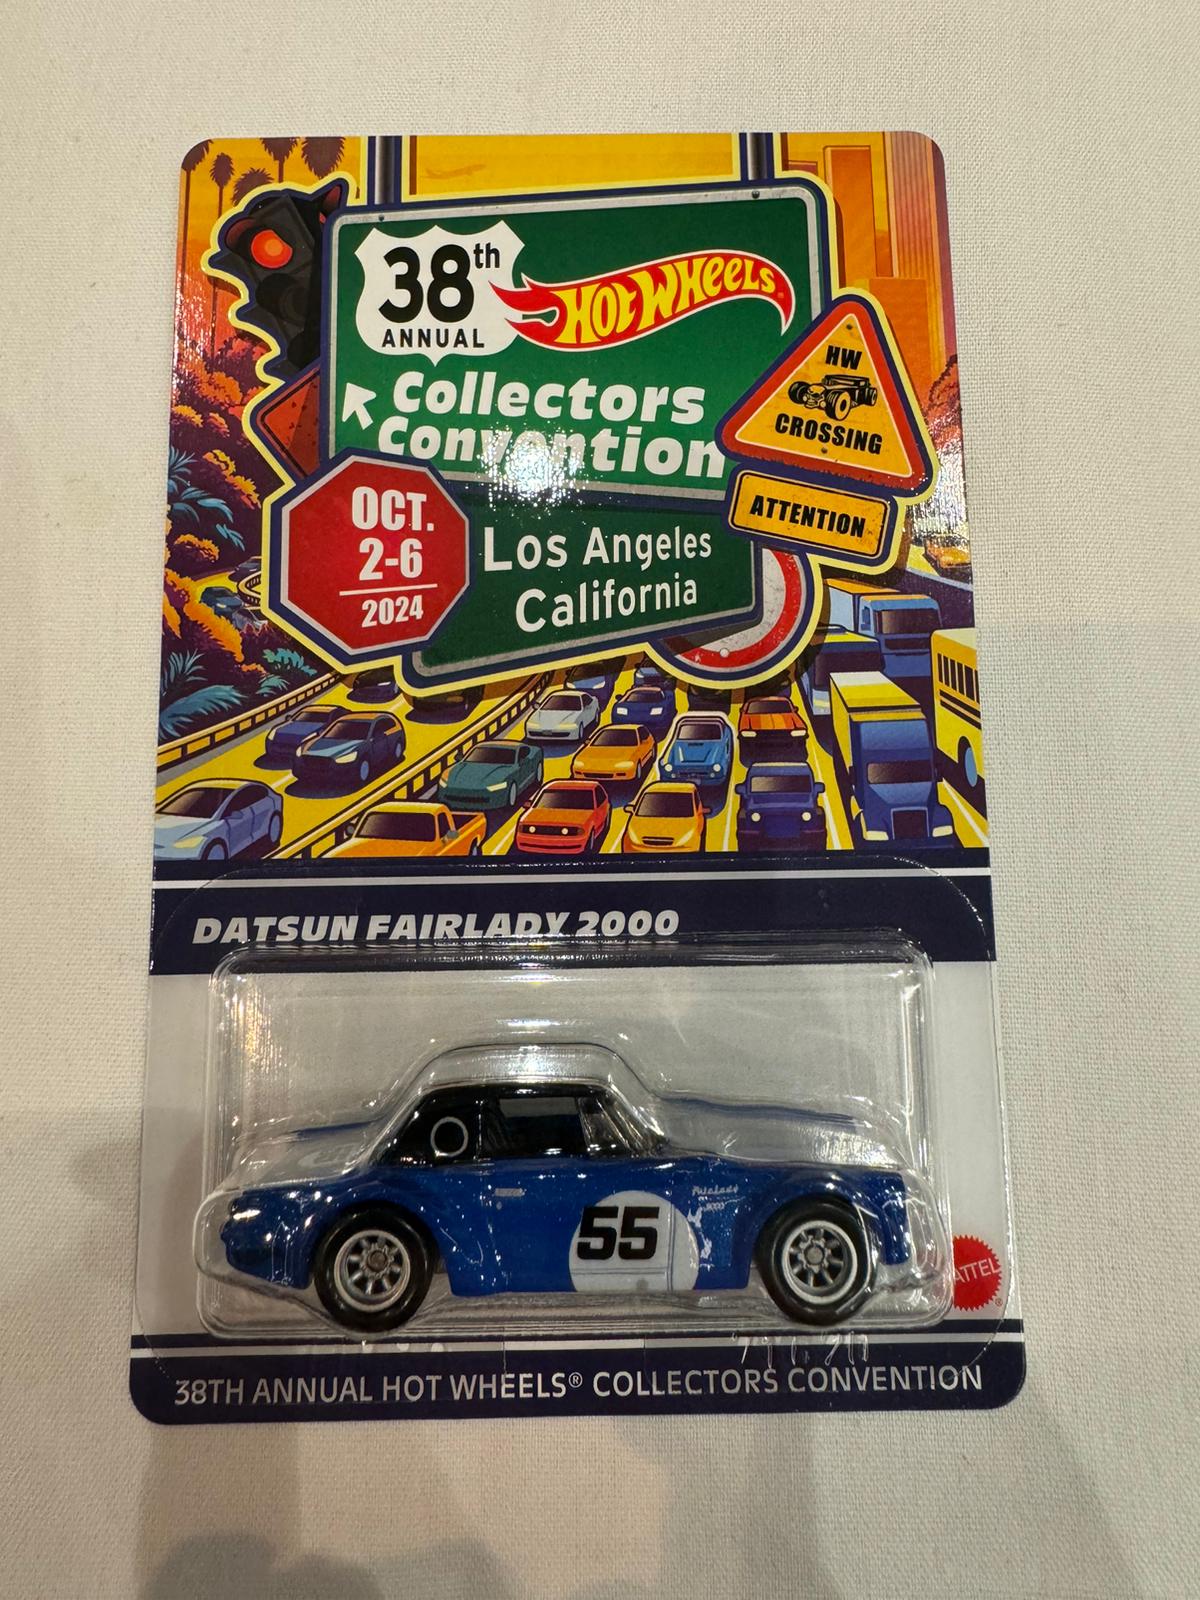 38th
ANNUAL
HOT WHEELS
Collectors
Convention
HW
CROSSING
ATTENTION
OCT.
2-6
2024
Los Angeles
California
DATSUN FAIRLADY 2000
55
MATTEL
38TH ANNUAL HOT WHEELS® COLLECTORS CONVENTION